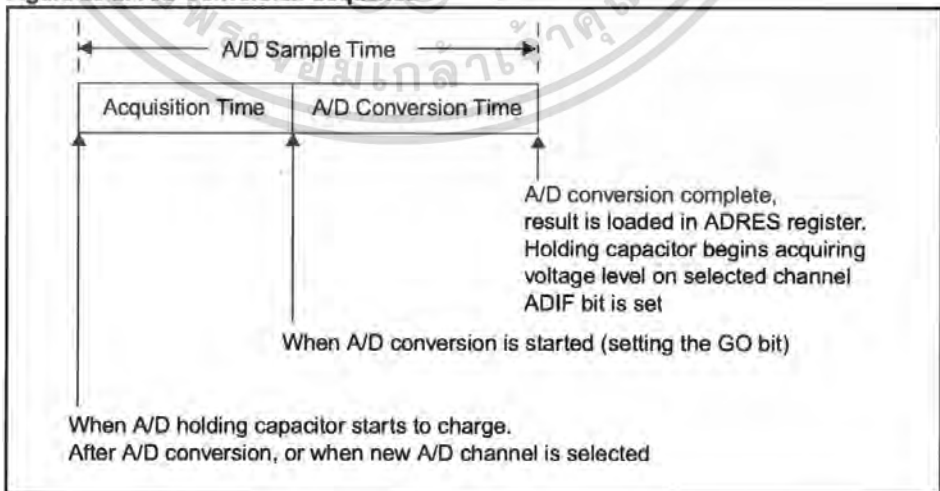 A/D Sample Time
Acquisition Time
A/D Conversion Time
A/D conversion complete,
result is loaded in ADRES register.
Holding capacitor begins acquiring
voltage level on selected channel
ADIF bit is set
When A/D conversion is started (setting the GO bit)
When A/D holding capacitor starts to charge.
After A/D conversion, or when new A/D channel is selected